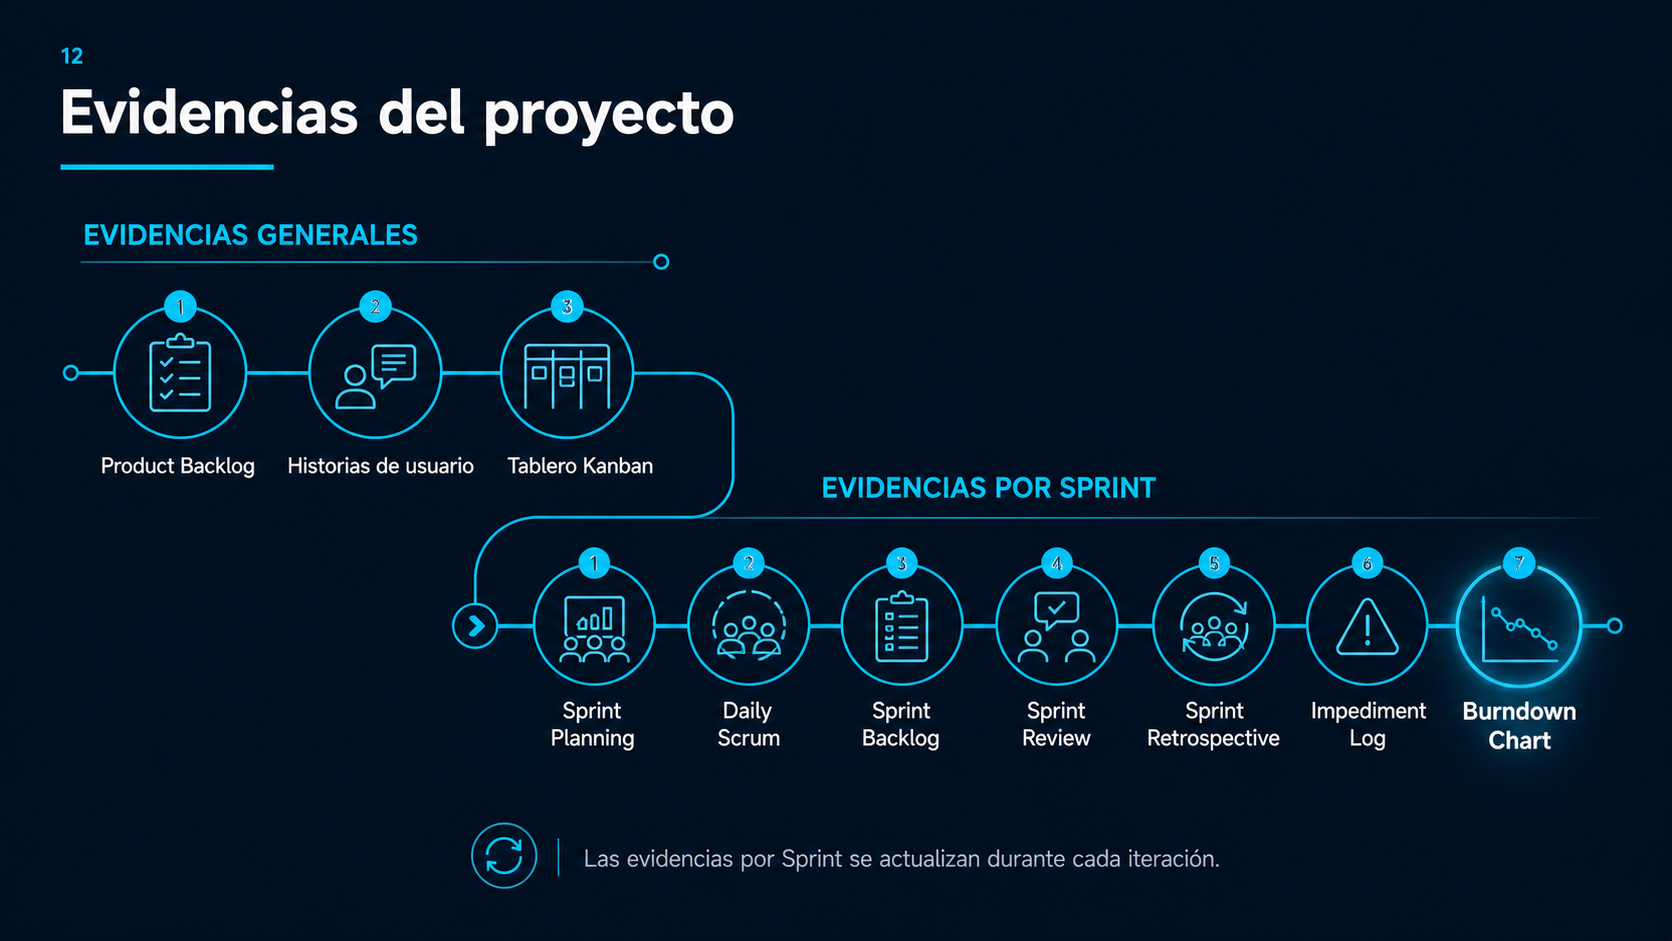 12
Evidencias del proyecto
EVIDENCIAS GENERALES
1
2
3
Product Backlog
Historias de usuario
Tablero Kanban
EVIDENCIAS POR SPRINT
1
2
3
4
5
6
7
Sprint
Planning
Daily
Scrum
Sprint
Backlog
Sprint
Review
Sprint
Retrospective
Impediment
Log
Burndown
Chart
Las evidencias por Sprint se actualizan durante cada iteración.